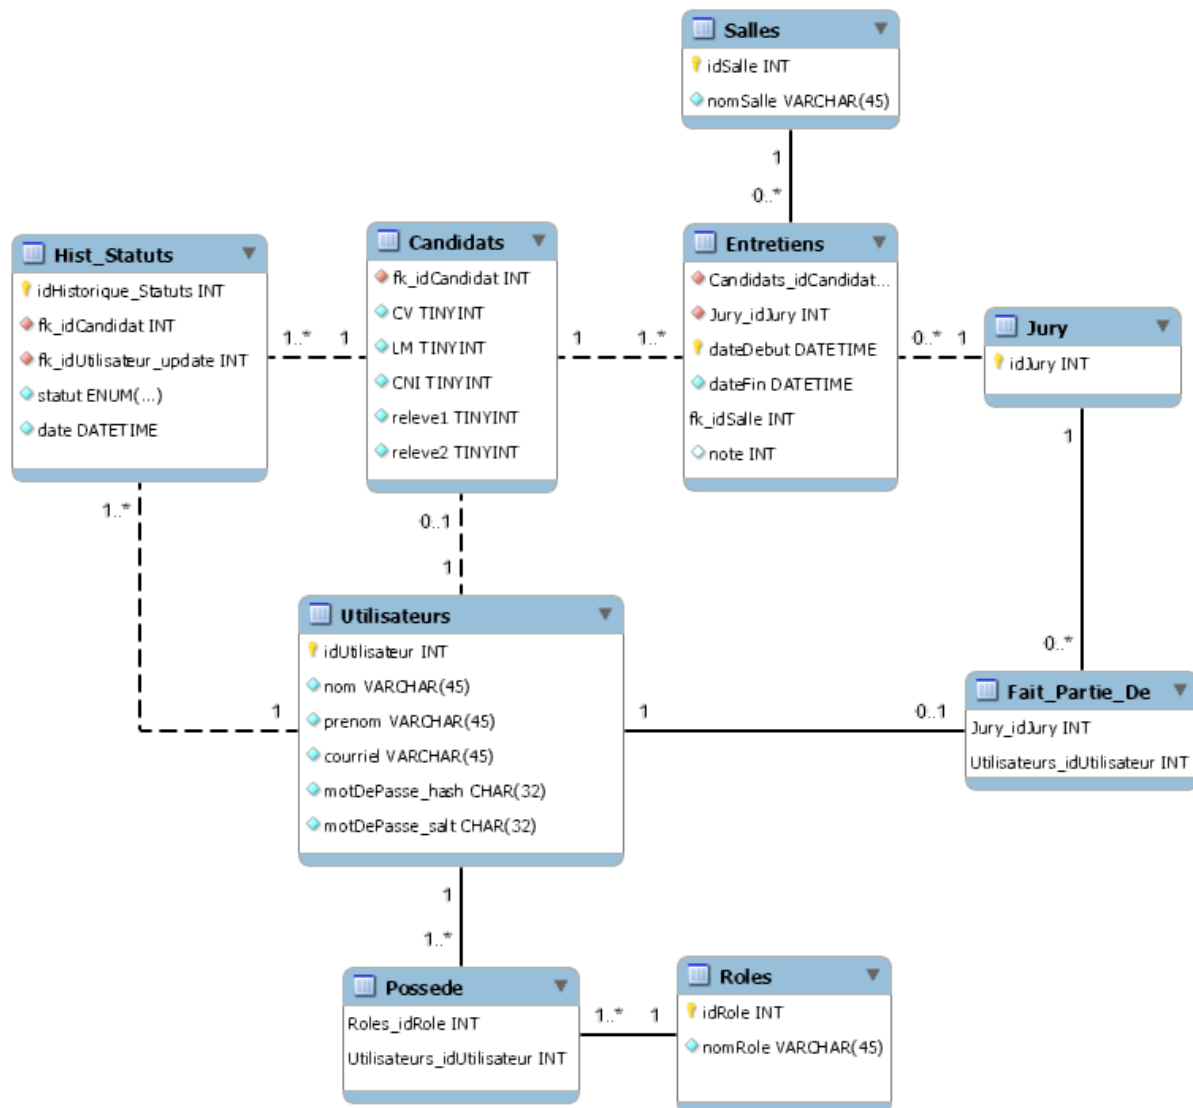 Salles
idSalle INT
nomSalle VARCHAR(45)
1
0..*
Hist_Statuts
idHistorique_Statuts INT
fk_idCandidat INT
fk_idUtilisateur_update INT
statut ENUM(...)
date DATETIME
1..*
1
Candidats
fk_idCandidat INT
CV TINYINT
LM TINYINT
CNI TINYINT
releve1 TINYINT
releve2 TINYINT
1
1..*
Entretiens
Candidats_idCandidat...
Jury_idJury INT
dateDebut DATETIME
dateFin DATETIME
fk_idSalle INT
note INT
0..*
1
Jury
idJury INT
1
0..*
1..*
1
0..1
1
Utilisateurs
idUtilisateur INT
nom VARCHAR(45)
prenom VARCHAR(45)
courriel VARCHAR(45)
motDePasse_hash CHAR(32)
motDePasse_salt CHAR(32)
1
0..1
Fait_Partie_De
Jury_idJury INT
Utilisateurs_idUtilisateur INT
1
1..*
Possede
Roles_idRole INT
Utilisateurs_idUtilisateur INT
1..*
1
Roles
idRole INT
nomRole VARCHAR(45)